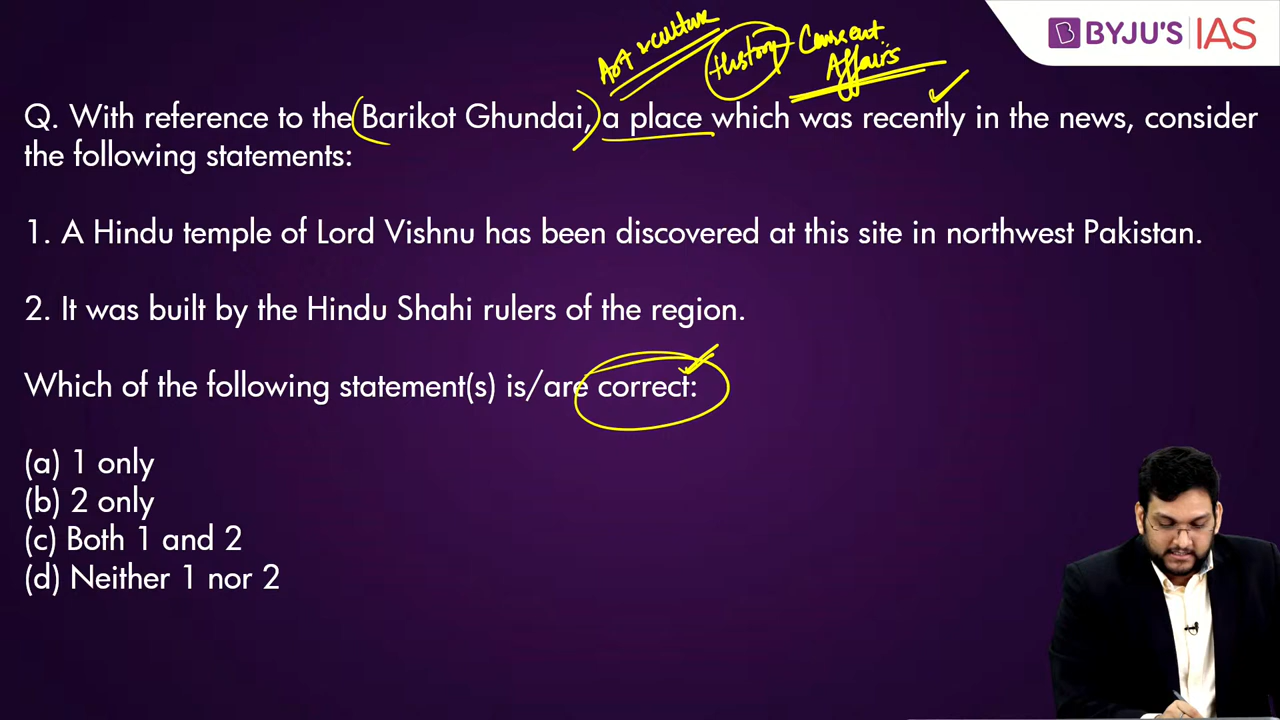 BYJU'S IAS
Art & culture
History - Current
Affairs
Q. With reference to the Barikot Ghundai, a place which was recently in the news, consider
the following statements:
1. A Hindu temple of Lord Vishnu has been discovered at this site in northwest Pakistan.
2. It was built by the Hindu Shahi rulers of the region.
Which of the following statement(s) is/are correct:
(a) 1 only
(b) 2 only
(c) Both 1 and 2
(d) Neither 1 nor 2